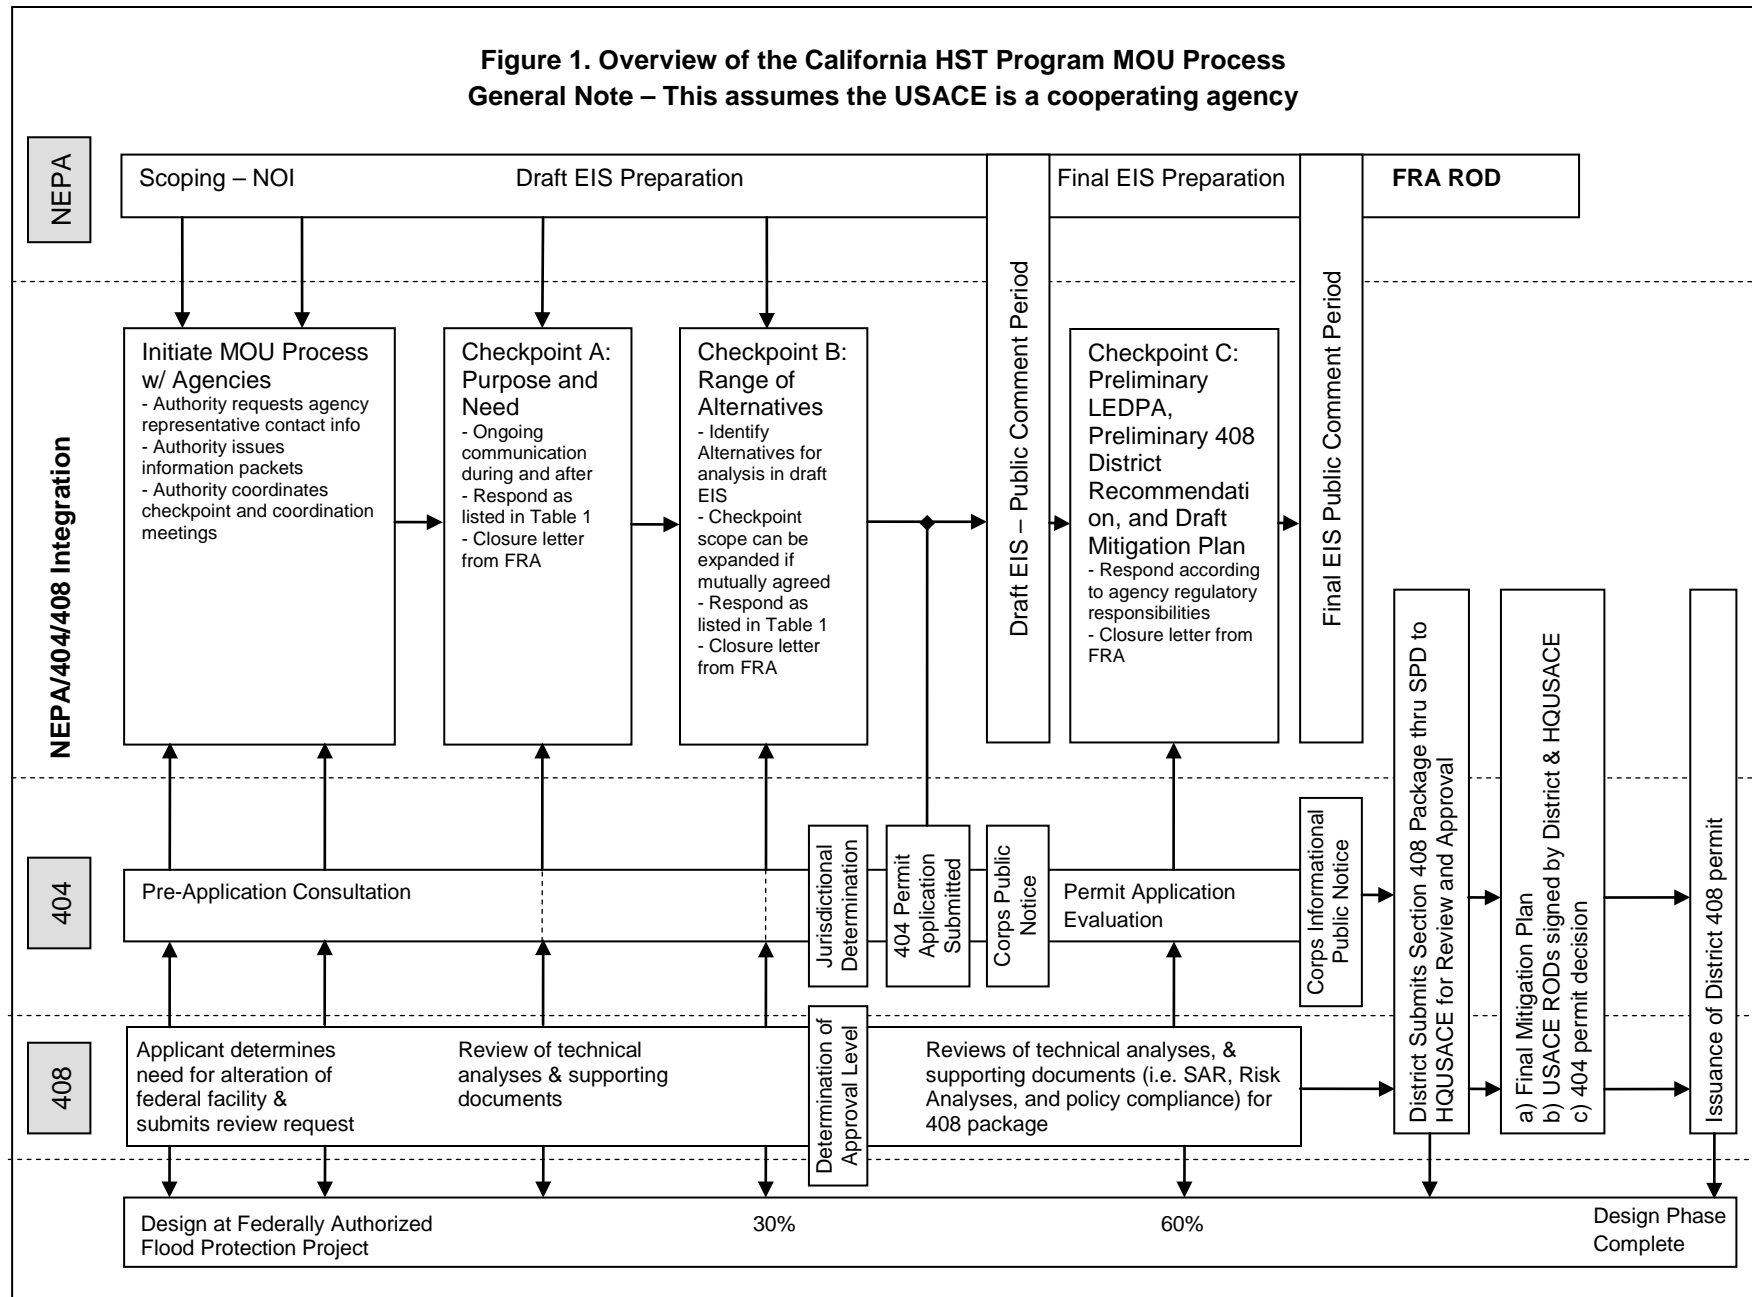 Figure 1. Overview of the California HST Program MOU Process
General Note – This assumes the USACE is a cooperating agency
NEPA
Scoping – NOI
Draft EIS Preparation
Final EIS Preparation
FRA ROD
NEPA/404/408 Integration
Initiate MOU Process
w/ Agencies
- Authority requests agency
representative contact info
- Authority issues
information packets
- Authority coordinates
checkpoint and coordination
meetings
Checkpoint A:
Purpose and
Need
- Ongoing
communication
during and after
- Respond as
listed in Table 1
- Closure letter
from FRA
Checkpoint B:
Range of
Alternatives
- Identify
Alternatives for
analysis in draft
EIS
- Checkpoint
scope can be
expanded if
mutually agreed
- Respond as
listed in Table 1
- Closure letter
from FRA
Draft EIS – Public Comment Period
Checkpoint C:
Preliminary
LEDPA,
Preliminary 408
District
Recommendati
on, and Draft
Mitigation Plan
- Respond according
to agency regulatory
responsibilities
- Closure letter from
FRA
Final EIS Public Comment Period
404
Pre-Application Consultation
Jurisdictional
Determination
404 Permit
Application
Submitted
Corps Public
Notice
Permit Application
Evaluation
Corps Informational
Public Notice
District Submits Section 408 Package thru SPD to
HQUSACE for Review and Approval
a) Final Mitigation Plan
b) USACE RODs signed by District & HQUSACE
c) 404 permit decision
Issuance of District 408 permit
408
Applicant determines
need for alteration of
federal facility &
submits review request
Review of technical
analyses & supporting
documents
Determination of
Approval Level
Reviews of technical analyses, &
supporting documents (i.e. SAR, Risk
Analyses, and policy compliance) for
408 package
Design at Federally Authorized
Flood Protection Project
30%
60%
Design Phase
Complete